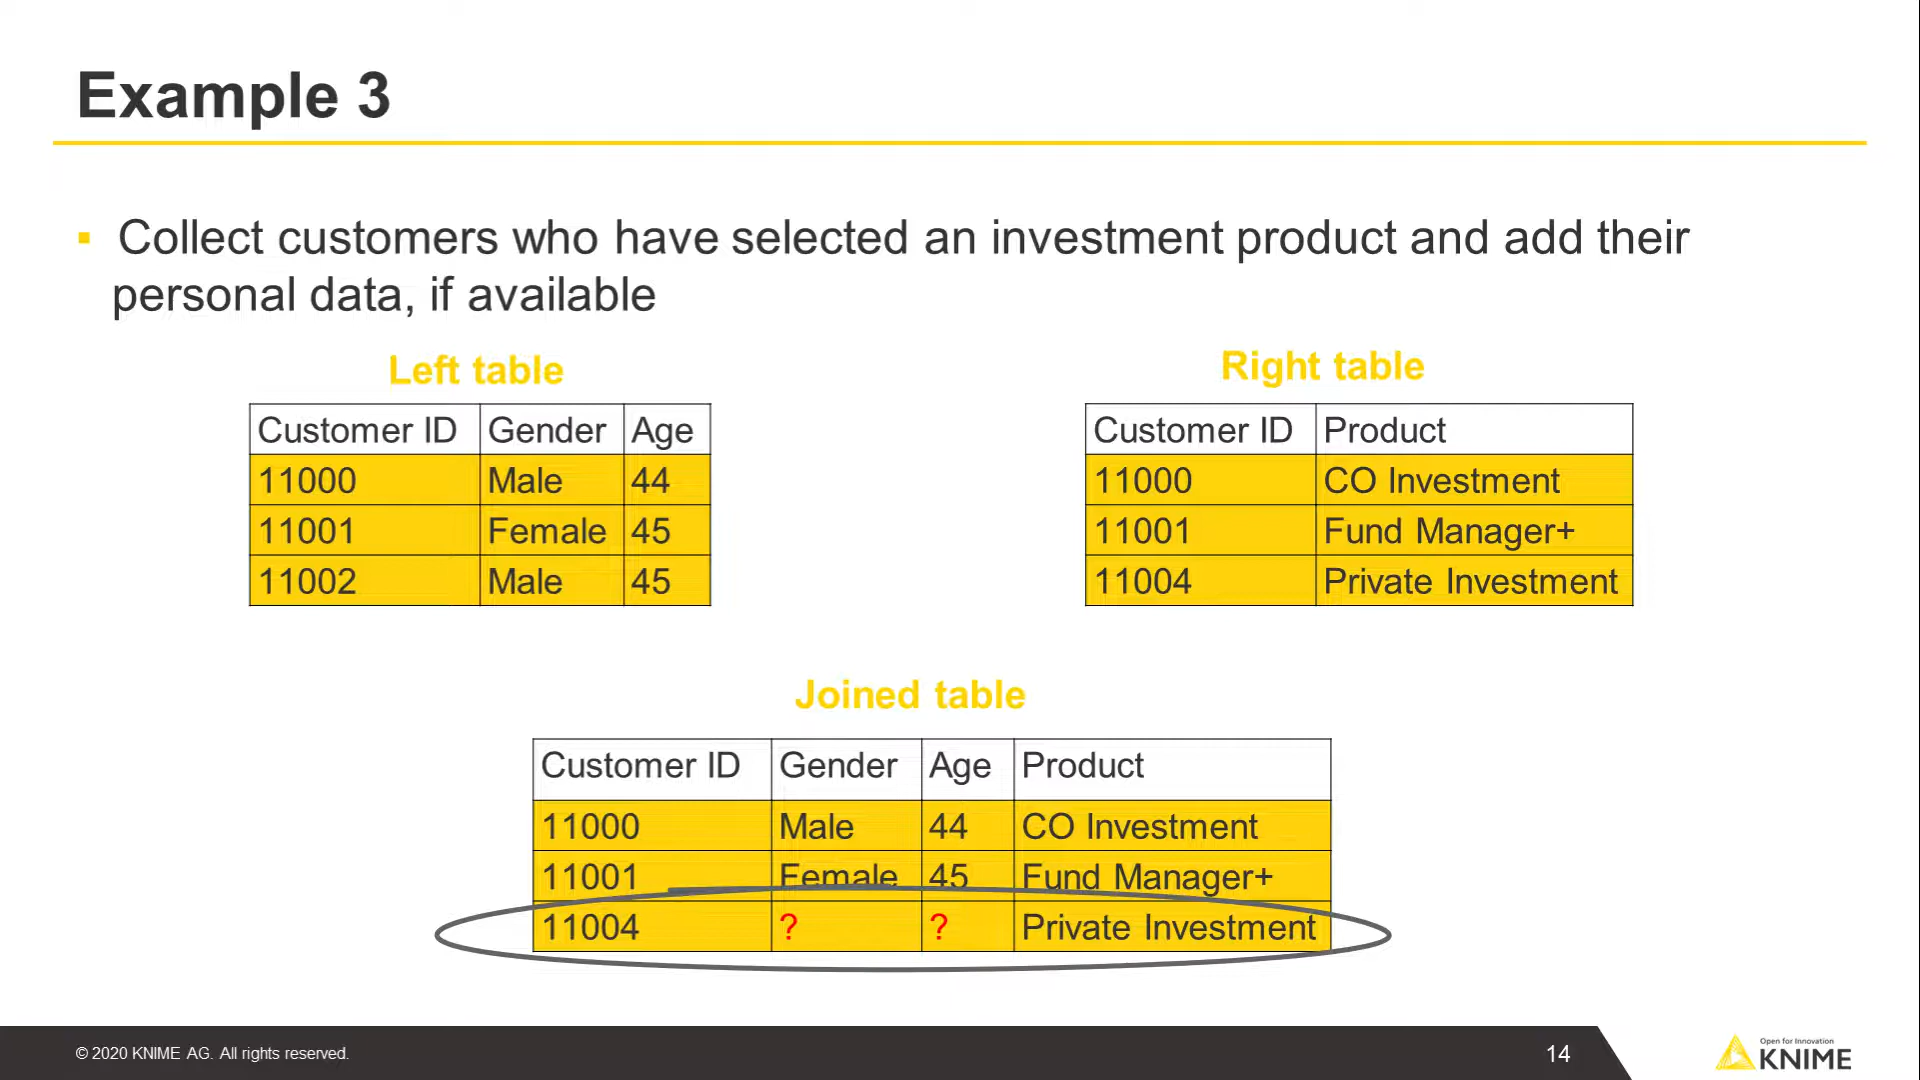 Example 3
▪ Collect customers who have selected an investment product and add their
personal data, if available
Left table
Customer ID Gender Age
11000 Male 44
11001 Female 45
11002 Male 45
Right table
Customer ID Product
11000 CO Investment
11001 Fund Manager+
11004 Private Investment
Joined table
Customer ID Gender Age Product
11000 Male 44 CO Investment
11001 Female 45 Fund Manager+
11004 ? ? Private Investment
© 2020 KNIME AG. All rights reserved.
14
Open for Innovation
KNIME